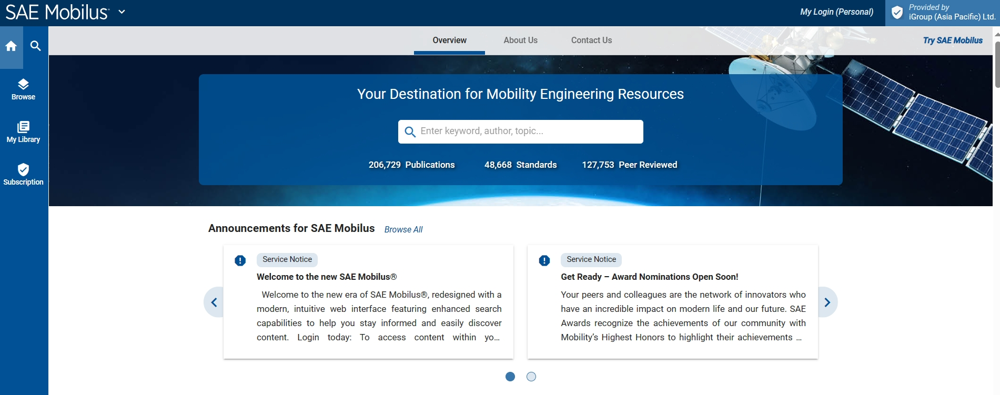 SAE Mobilus
My Login (Personal)
Provided by
iGroup (Asia Pacific) Ltd.
Overview
About Us
Contact Us
Try SAE Mobilus
Browse
My Library
Subscription
Your Destination for Mobility Engineering Resources
Enter keyword, author, topic...
206,729 Publications
48,668 Standards
127,753 Peer Reviewed
Announcements for SAE Mobilus
Browse All
Service Notice
Welcome to the new SAE Mobilus®
Welcome to the new era of SAE Mobilus®, redesigned with a
modern, intuitive web interface featuring enhanced search
capabilities to help you stay informed and easily discover
content. Login today: To access content within yo...
Service Notice
Get Ready – Award Nominations Open Soon!
Your peers and colleagues are the network of innovators who
have an incredible impact on modern life and our future. SAE
Awards recognize the achievements of our community with
Mobility’s Highest Honors to highlight their achievements ...